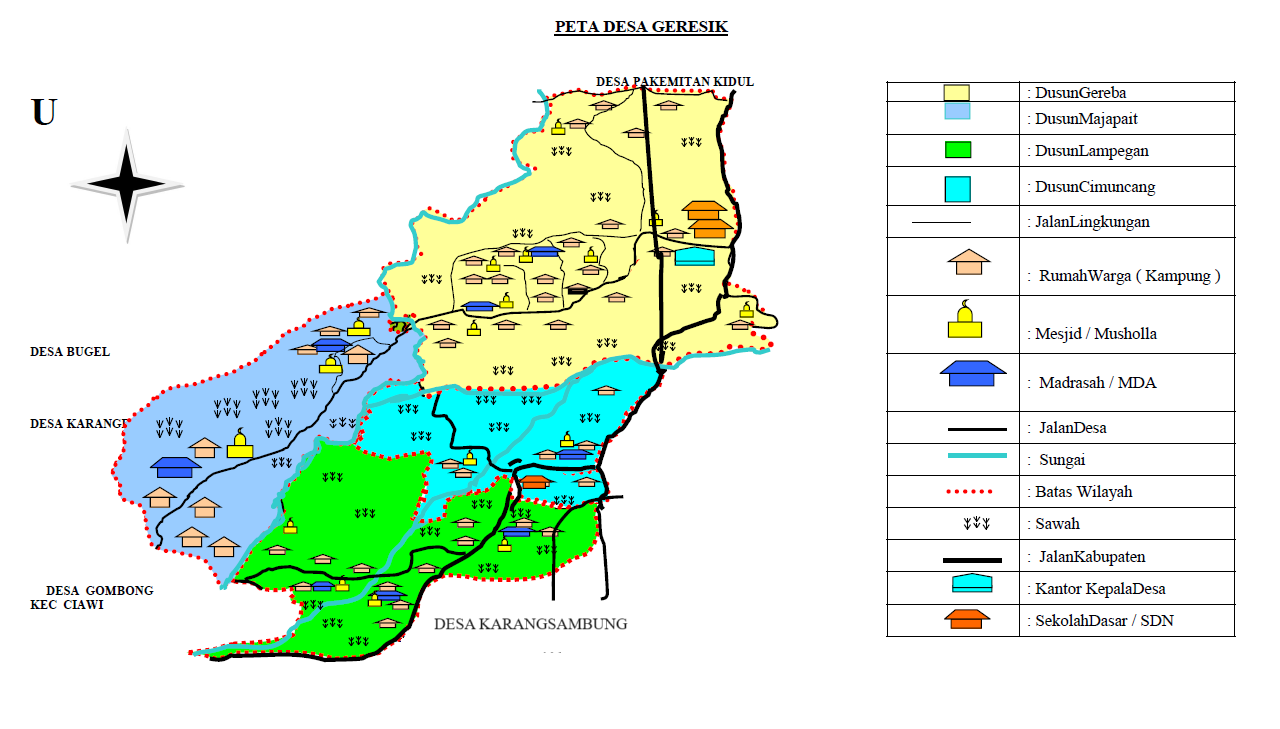 PETA DESA GERESIK
DESA PAKEMITAN KIDUL
U
DESA BUGEL
DESA KARANGP
DESA GOMBONG
KEC CIAWI
DESA KARANGSAMBUNG
: DusunGereba
: DusunMajapait
: DusunLampegan
: DusunCimuncang
: JalanLingkungan
: RumahWarga ( Kampung )
: Mesjid / Musholla
: Madrasah / MDA
: JalanDesa
: Sungai
: Batas Wilayah
: Sawah
: JalanKabupaten
: Kantor KepalaDesa
: SekolahDasar / SDN